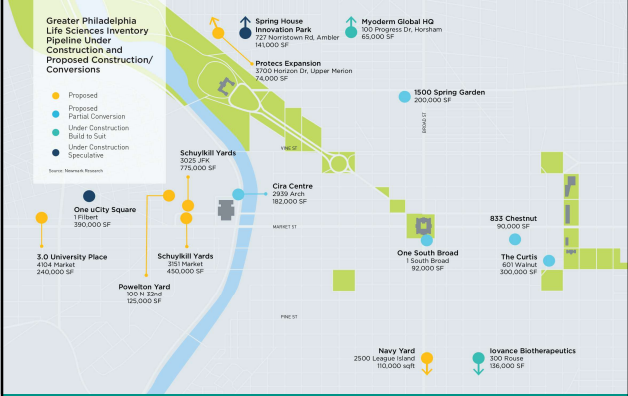 Greater Philadelphia
Life Sciences Inventory
Pipeline Under
Construction and
Proposed Construction/
Conversions
Proposed
Proposed
Partial Conversion
Under Construction
Build to Suit
Under Construction
Speculative
Source: Newmark Research
Spring House
Innovation Park
727 Norristown Rd, Ambler
141,000 SF
Myoderm Global HQ
100 Progress Dr, Horsham
65,000 SF
Protecs Expansion
3700 Horizon Dr, Upper Merion
74,000 SF
1500 Spring Garden
200,000 SF
BROAD ST
VINE ST
Schuylkill Yards
3025 JFK
775,000 SF
Cira Centre
2939 Arch
182,000 SF
One uCity Square
1 Filbert
390,000 SF
MARKET ST
833 Chestnut
90,000 SF
3.0 University Place
4104 Market
240,000 SF
Schuylkill Yards
3151 Market
450,000 SF
One South Broad
1 South Broad
92,000 SF
The Curtis
601 Walnut
300,000 SF
Powelton Yard
100 N 32nd
125,000 SF
PINE ST
Navy Yard
2500 League Island
110,000 sqft
Iovance Biotherapeutics
300 Rouse
136,000 SF